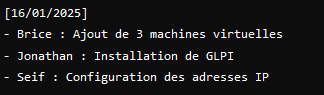 [16/01/2025]
- Brice : Ajout de 3 machines virtuelles
- Jonathan : Installation de GLPI
- Seif : Configuration des adresses IP